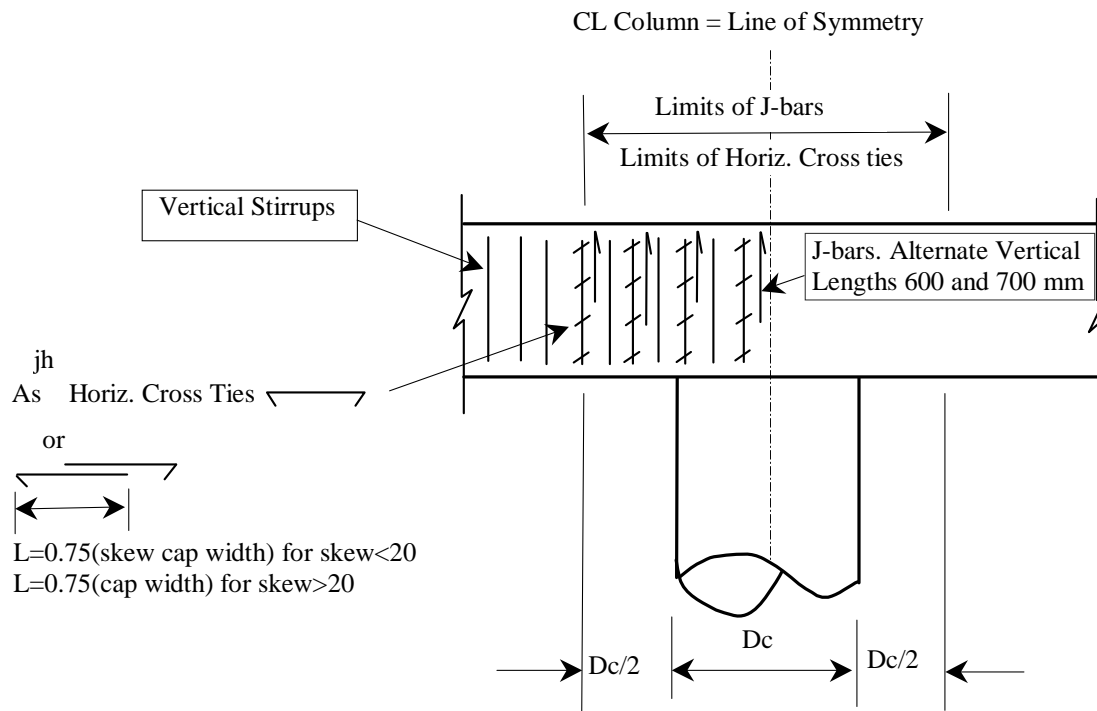 CL Column = Line of Symmetry
Limits of J-bars
Limits of Horiz. Cross ties
Vertical Stirrups
J-bars. Alternate Vertical
Lengths 600 and 700 mm
jh
As Horiz. Cross Ties
or
L=0.75(skew cap width) for skew<20
L=0.75(cap width) for skew>20
Dc/2
Dc
Dc/2